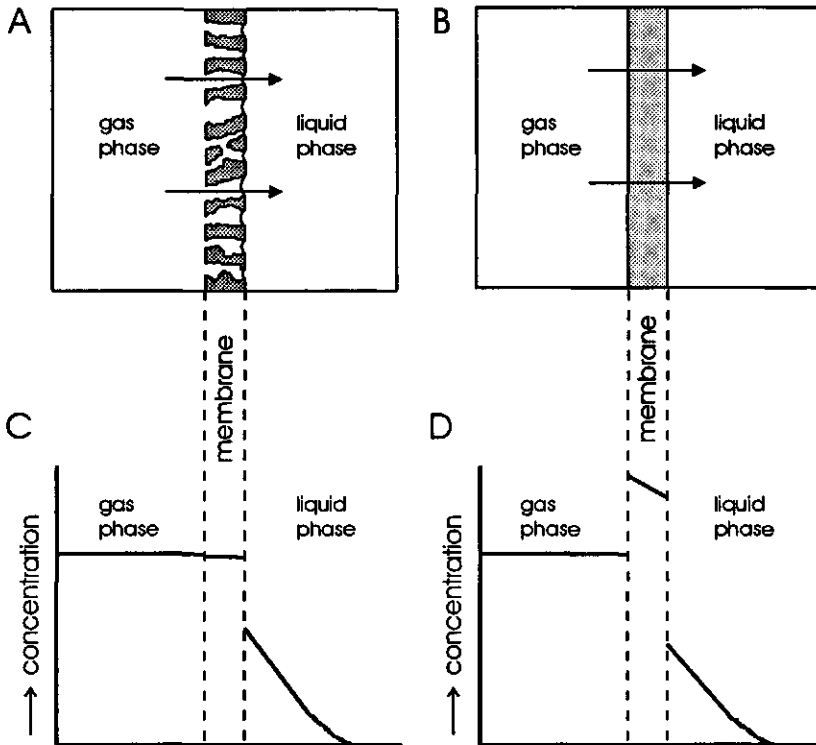 A
gas
phase
liquid
phase
B
gas
phase
liquid
phase
membrane
membrane
C
gas
phase
liquid
phase
concentration
D
gas
phase
liquid
phase
concentration